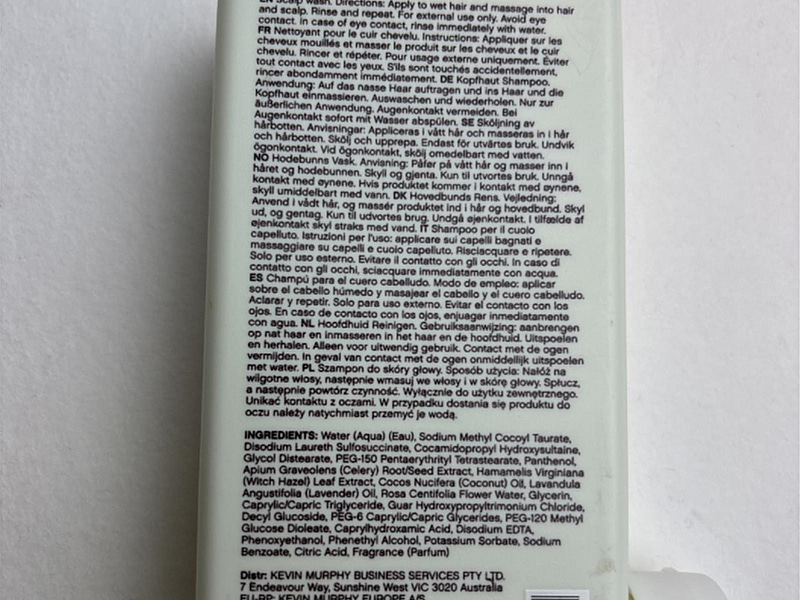 EN Scalp wash. Directions: Apply to wet hair and massage into hair
and scalp. Rinse and repeat. For external use only. Avoid eye
contact. In case of eye contact, rinse immediately with water.
FR Nettoyant pour le cuir chevelu. Instructions: Appliquer sur les
cheveux mouillés et masser le produit sur les cheveux et le cuir
chevelu. Rincer et répéter. Pour usage externe uniquement. Éviter
tout contact avec les yeux. S'ils sont touchés accidentellement,
rincer abondamment immédiatement. DE Kopfhaut Shampoo.
Anwendung: Auf das nasse Haar auftragen und ins Haar und die
Kopfhaut einmassieren. Auswaschen und wiederholen. Nur zur
äußerlichen Anwendung. Augenkontakt vermeiden. Bei
Augenkontakt sofort mit Wasser abspülen. SE Sköljning av
hårbotten. Anvisningar: Appliceras i vått hår och masseras in i hår
och hårbotten. Skölj och upprepa. Endast för utvärtes bruk. Undvik
ögonkontakt. Vid ögonkontakt, skölj omedelbart med vatten.
NO Hodebunns Vask. Anvisning: Påfør på vått hår og masser inn i
håret og hodebunnen. Skyll og gjenta. Kun til utvortes bruk. Unngå
kontakt med øynene. Hvis produktet kommer i kontakt med øynene,
skyll umiddelbart med vann. DK Hovedbunds Rens. Vejledning:
Anvend i vådt hår, og massér produktet ind i hår og hovedbund. Skyl
ud, og gentag. Kun til udvortes brug. Undgå øjenkontakt. I tilfælde af
øjenkontakt skyl straks med vand. IT Shampoo per il cuoio
capelluto. Istruzioni per l'uso: applicare sui capelli bagnati e
massaggiare su capelli e cuoio capelluto. Risciacquare e ripetere.
Solo per uso esterno. Evitare il contatto con gli occhi. In caso di
contatto con gli occhi, sciacquare immediatamente con acqua.
ES Champú para el cuero cabelludo. Modo de empleo: aplicar
sobre el cabello húmedo y masajear el cabello y el cuero cabelludo.
Aclarar y repetir. Solo para uso externo. Evitar el contacto con los
ojos. En caso de contacto con los ojos, enjuagar inmediatamente
con agua. NL Hoofdhuid Reinigen. Gebruiksaanwijzing: aanbrengen
op nat haar en inmasseren in het haar en de hoofdhuid. Uitspoelen
en herhalen. Alleen voor uitwendig gebruik. Contact met de ogen
vermijden. In geval van contact met de ogen onmiddellijk uitspoelen
met water. PL Szampon do skóry głowy. Sposób użycia: Nałóż na
wilgotne włosy, następnie wmasuj we włosy i w skórę głowy. Spłucz,
a następnie powtórz czynność. Wyłącznie do użytku zewnętrznego.
Unikać kontaktu z oczami. W przypadku dostania się produktu do
oczu należy natychmiast przemyć je wodą.
INGREDIENTS: Water (Aqua) (Eau), Sodium Methyl Cocoyl Taurate,
Disodium Laureth Sulfosuccinate, Cocamidopropyl Hydroxysultaine,
Glycol Distearate, PEG-150 Pentaerythrityl Tetrastearate, Panthenol,
Apium Graveolens (Celery) Root/Seed Extract, Hamamelis Virginiana
(Witch Hazel) Leaf Extract, Cocos Nucifera (Coconut) Oil, Lavandula
Angustifolia (Lavender) Oil, Rosa Centifolia Flower Water, Glycerin,
Caprylic/Capric Triglyceride, Guar Hydroxypropyltrimonium Chloride,
Decyl Glucoside, PEG-6 Caprylic/Capric Glycerides, PEG-120 Methyl
Glucose Dioleate, Caprylhydroxamic Acid, Disodium EDTA,
Phenoxyethanol, Phenethyl Alcohol, Potassium Sorbate, Sodium
Benzoate, Citric Acid, Fragrance (Parfum)
Distr: KEVIN MURPHY BUSINESS SERVICES PTY LTD.
7 Endeavour Way, Sunshine West VIC 3020 Australia
EU-RP: KEVIN MURPHY EUROPE A/S